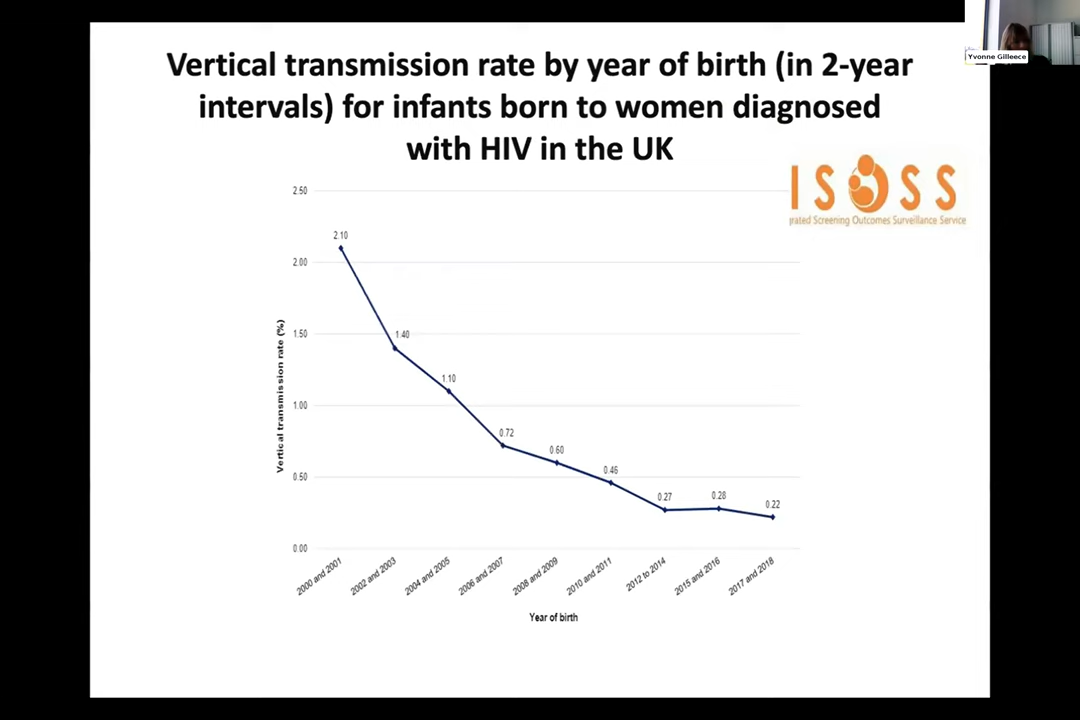 Vertical transmission rate by year of birth (in 2-year
intervals) for infants born to women diagnosed
with HIV in the UK
Yvonne Gilleece
ISOSS
grated Screening Outcomes Surveillance Service
Vertical transmission rate (%)
2.50
2.00
1.50
1.00
0.50
0.00
2.10
1.40
1.10
0.72
0.60
0.46
0.27
0.28
0.22
2000 and 2001
2002 and 2003
2004 and 2005
2006 and 2007
2008 and 2009
2010 and 2011
2012 to 2014
2015 and 2016
2017 and 2018
Year of birth